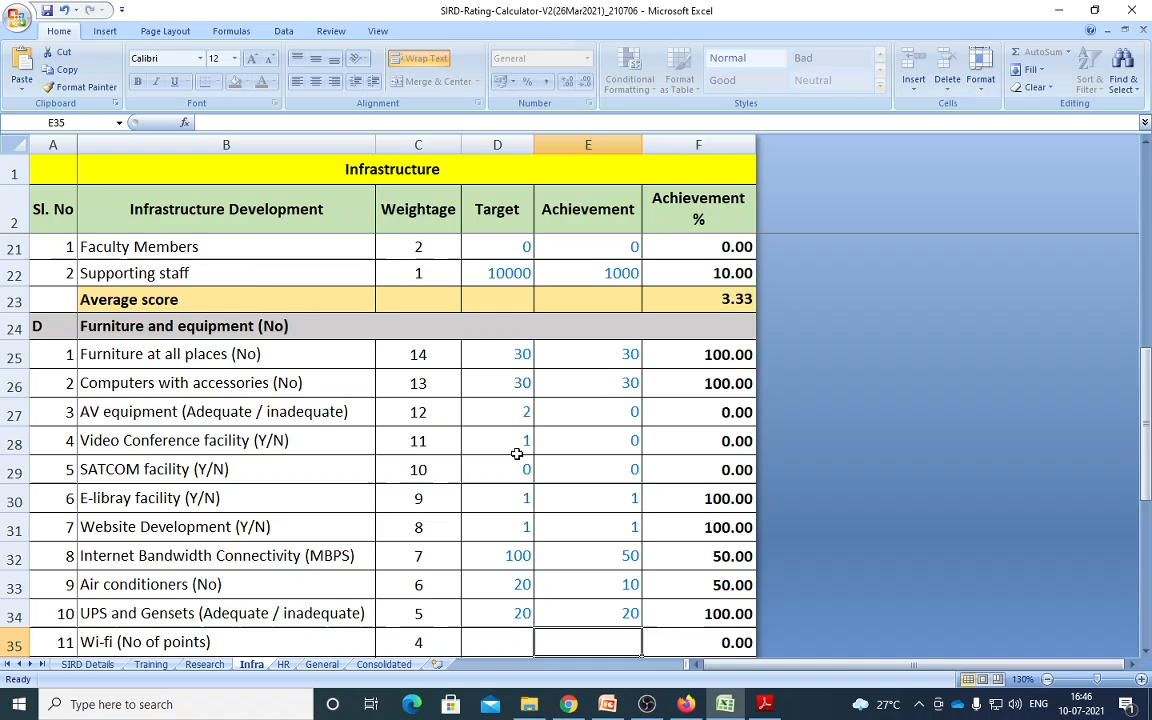 SIRD-Rating-Calculator-V2(26Mar2021)_210706 - Microsoft Excel
Home Insert Page Layout Formulas Data Review View
Paste Cut Copy Format Painter Clipboard
Calibri 12 B I U A A A Font
Wrap Text Merge & Center Alignment
General % , Number
Conditional Formatting Format as Table Normal Bad Good Neutral Styles
Insert Delete Format Cells
Σ AutoSum Fill Clear Sort & Filter Find & Select Editing
E35 fx
A B C D E F
1 Infrastructure
2 Sl. No Infrastructure Development Weightage Target Achievement Achievement %
21 1 Faculty Members 2 0 0 0.00
22 2 Supporting staff 1 10000 1000 10.00
23 Average score 3.33
24 D Furniture and equipment (No)
25 1 Furniture at all places (No) 14 30 30 100.00
26 2 Computers with accessories (No) 13 30 30 100.00
27 3 AV equipment (Adequate / inadequate) 12 2 0 0.00
28 4 Video Conference facility (Y/N) 11 1 0 0.00
29 5 SATCOM facility (Y/N) 10 0 0 0.00
30 6 E-libray facility (Y/N) 9 1 1 100.00
31 7 Website Development (Y/N) 8 1 1 100.00
32 8 Internet Bandwidth Connectivity (MBPS) 7 100 50 50.00
33 9 Air conditioners (No) 6 20 10 50.00
34 10 UPS and Gensets (Adequate / inadequate) 5 20 20 100.00
35 11 Wi-fi (No of points) 4 0.00
SIRD Details Training Research Infra HR General Consolidated
Ready 130%
Type here to search 27°C ENG 16:46
10-07-2021 1